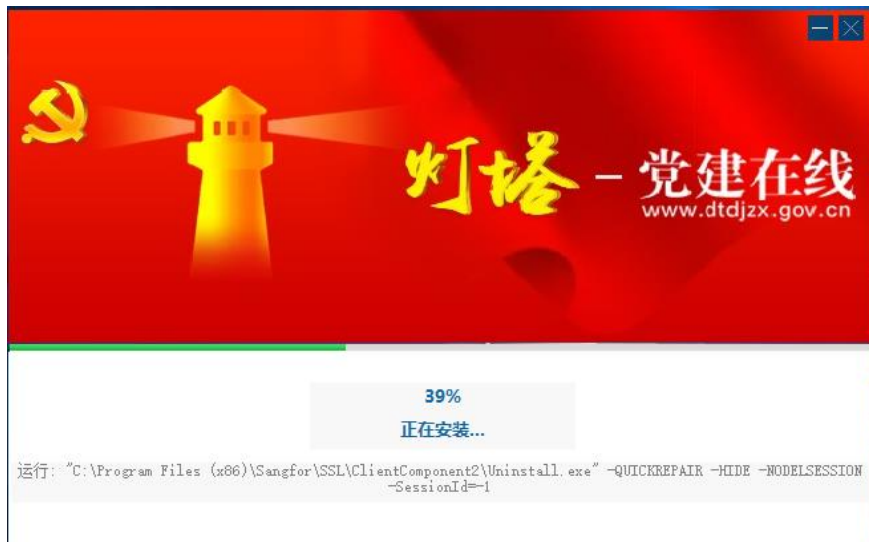 灯塔-党建在线
www.dtdjzx.gov.cn
39%
正在安装...
运行: "C:\Program Files (x86)\Sangfor\SSL\ClientComponent2\Uninstall.exe" -QUICKREPAIR -HIDE -NODELSESSION
-SessionId=-1